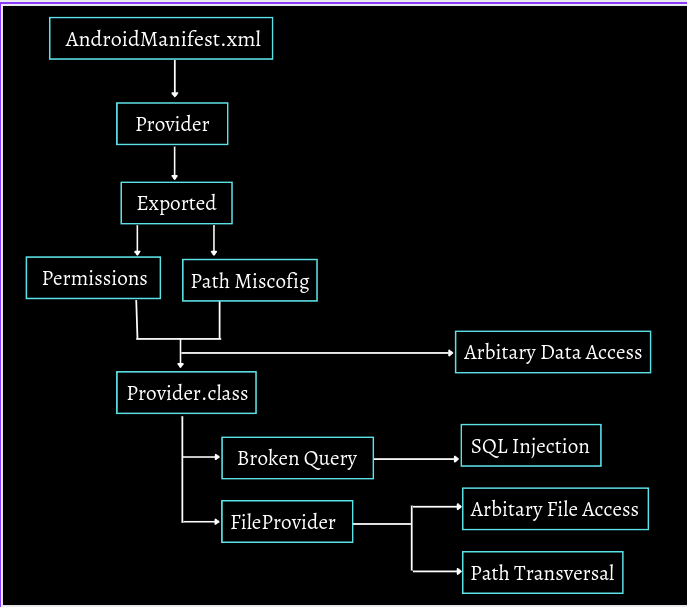 AndroidManifest.xml
Provider
Exported
Permissions
Path Miscofig
Arbitary Data Access
Provider.class
Broken Query
SQL Injection
FileProvider
Arbitary File Access
Path Transversal